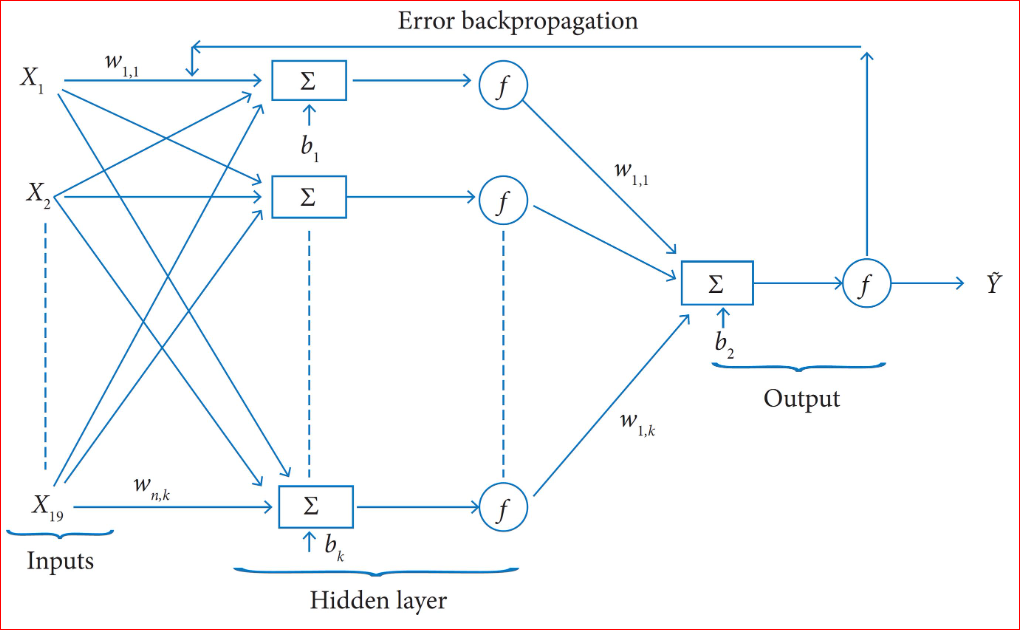 Error backpropagation
X₁
w₁,₁
Σ
f
b₁
X₂
Σ
f
w₁,₁
Σ
f
Ỹ
b₂
Output
w₁,ₖ
X₁₉
wₙ,ₖ
Σ
f
bₖ
Inputs
Hidden layer